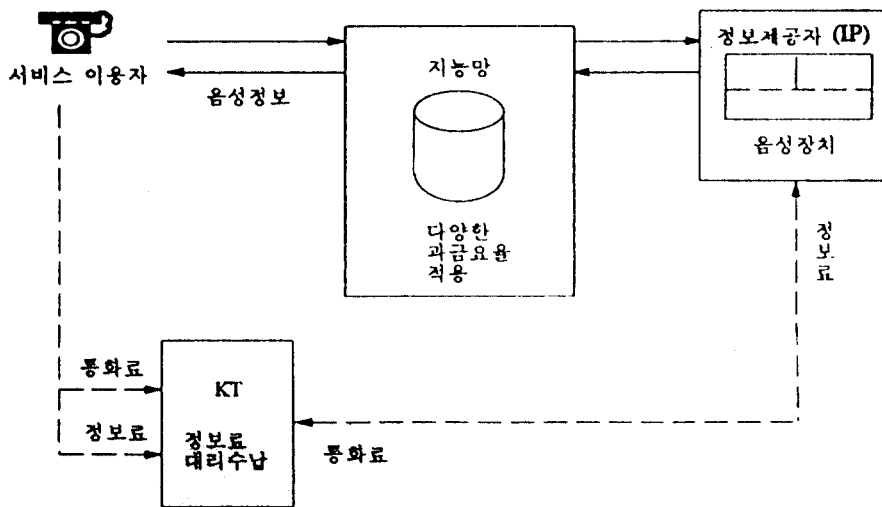 서비스 이용자
음성정보
지능망
다양한
과금요율
적용
정보제공자 (IP)
음성장치
정보료
통화료
정보료
KT
정보료
대리수납
통화료